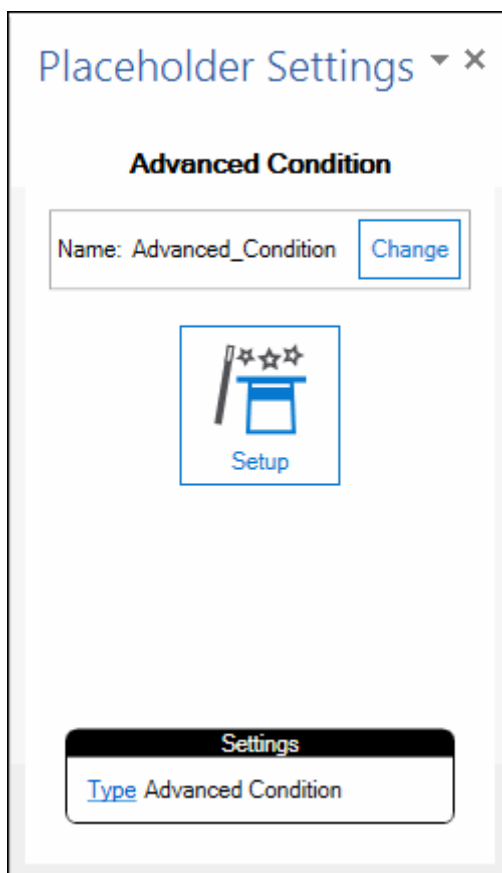 Placeholder Settings
Advanced Condition
Name: Advanced_Condition Change
Setup
Settings
Type Advanced Condition